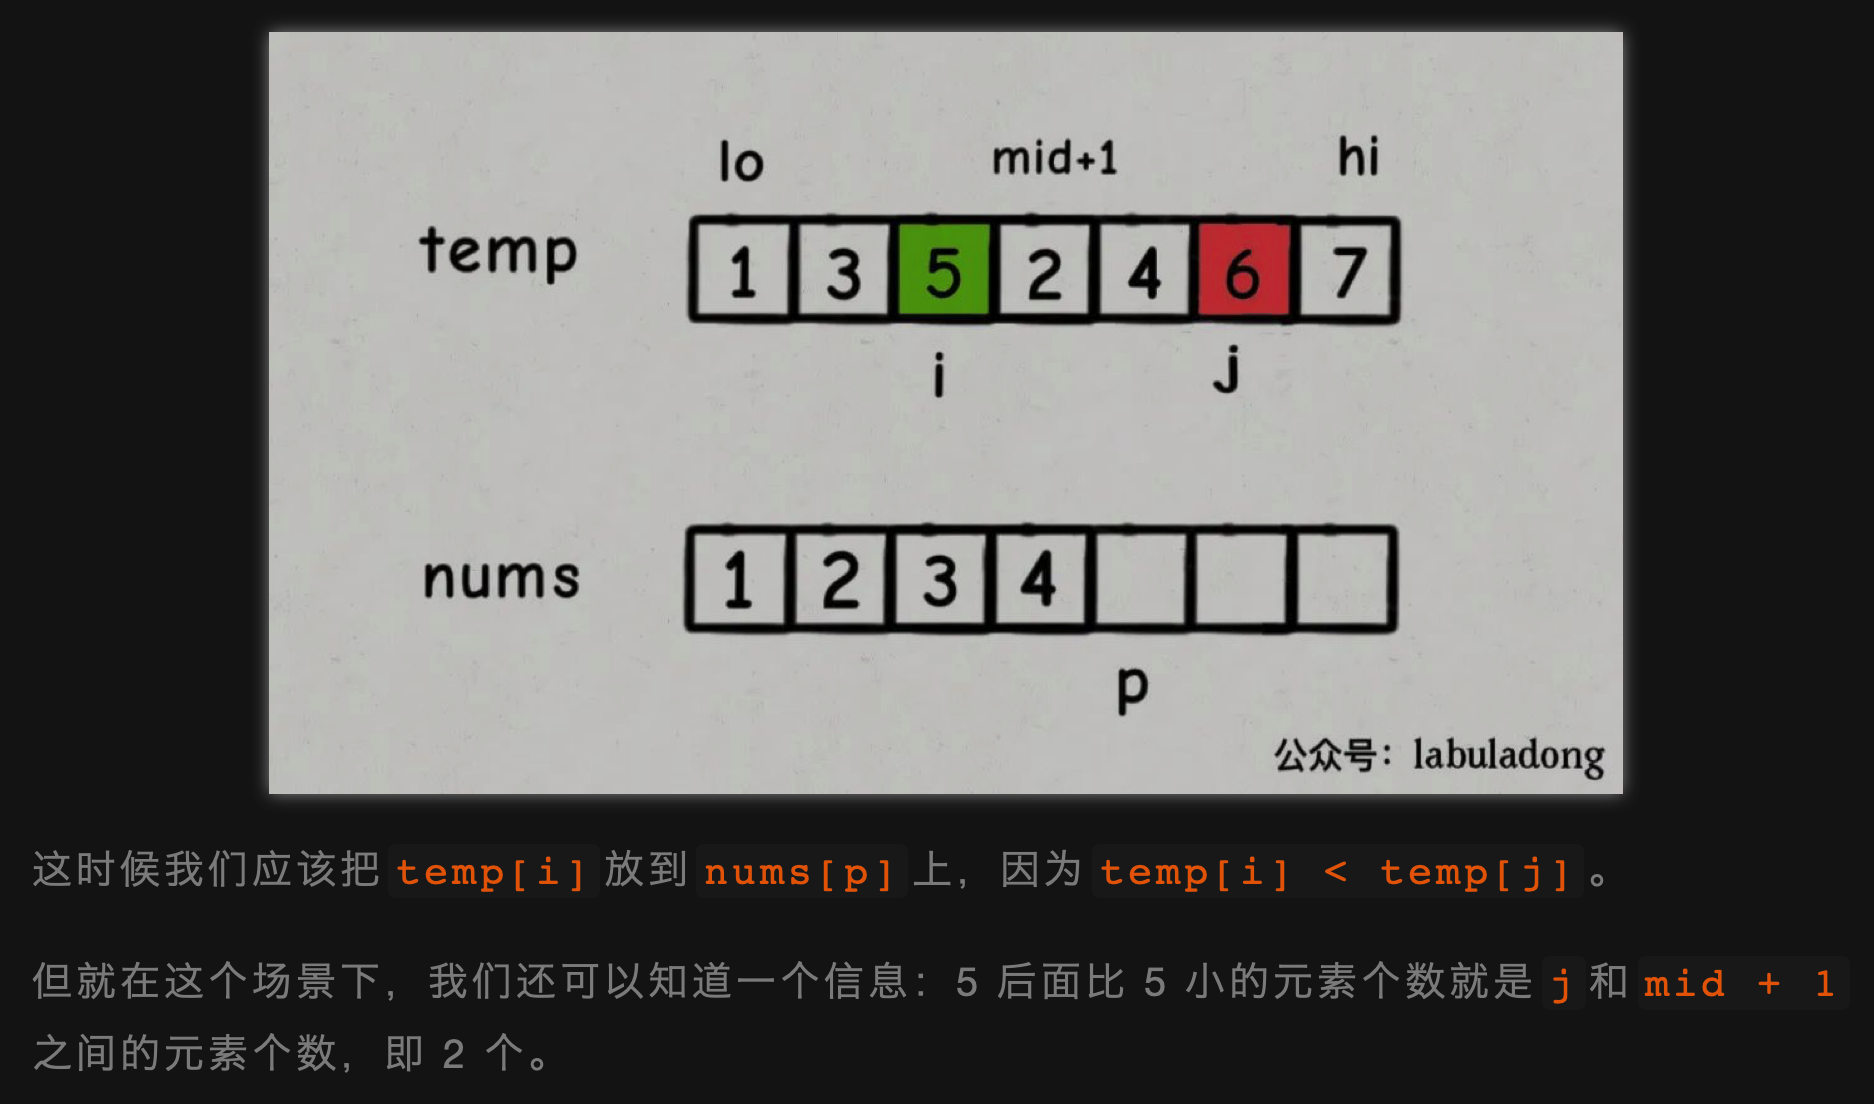 lo mid+1 hi
temp 1 3 5 2 4 6 7
i j
nums 1 2 3 4
p
公众号：labuladong
这时候我们应该把 temp[i] 放到 nums[p] 上，因为 temp[i] < temp[j]。
但就在这个场景下，我们还可以知道一个信息：5 后面比 5 小的元素个数就是 j 和 mid + 1
之间的元素个数，即 2 个。